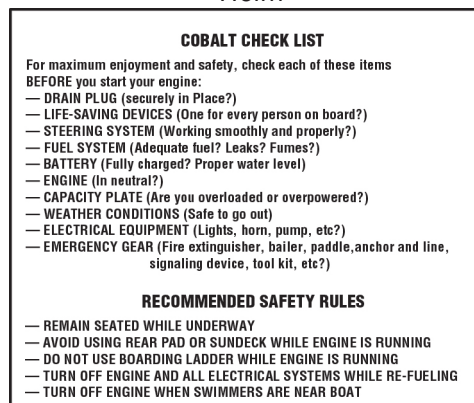 COBALT CHECK LIST
For maximum enjoyment and safety, check each of these items
BEFORE you start your engine:
— DRAIN PLUG (securely in Place?)
— LIFE-SAVING DEVICES (One for every person on board?)
— STEERING SYSTEM (Working smoothly and properly?)
— FUEL SYSTEM (Adequate fuel? Leaks? Fumes?)
— BATTERY (Fully charged? Proper water level)
— ENGINE (In neutral?)
— CAPACITY PLATE (Are you overloaded or overpowered?)
— WEATHER CONDITIONS (Safe to go out)
— ELECTRICAL EQUIPMENT (Lights, horn, pump, etc?)
— EMERGENCY GEAR (Fire extinguisher, bailer, paddle,anchor and line,
signaling device, tool kit, etc?)
RECOMMENDED SAFETY RULES
— REMAIN SEATED WHILE UNDERWAY
— AVOID USING REAR PAD OR SUNDECK WHILE ENGINE IS RUNNING
— DO NOT USE BOARDING LADDER WHILE ENGINE IS RUNNING
— TURN OFF ENGINE AND ALL ELECTRICAL SYSTEMS WHILE RE-FUELING
— TURN OFF ENGINE WHEN SWIMMERS ARE NEAR BOAT